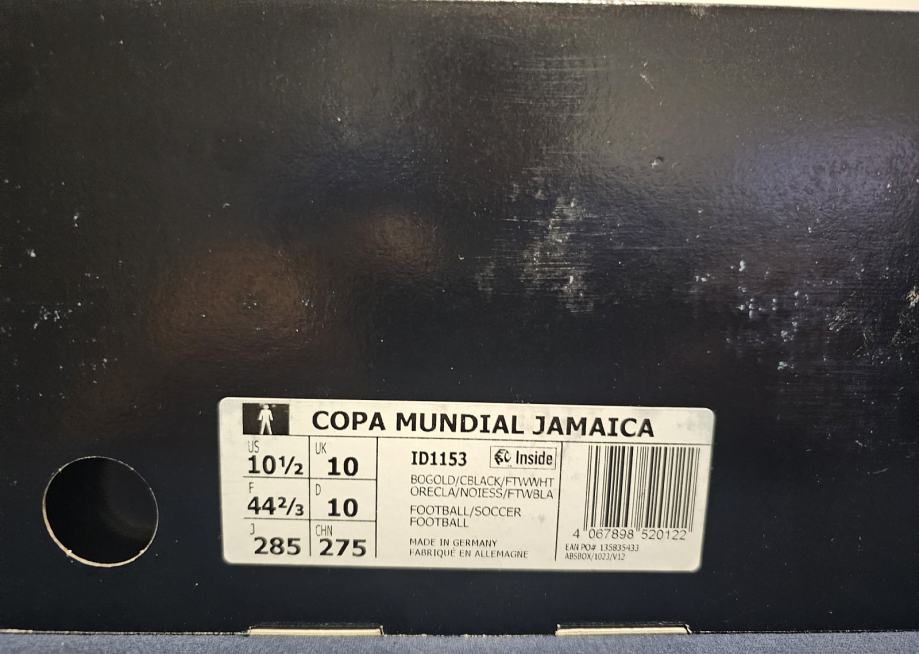 COPA MUNDIAL JAMAICA
US
10½
UK
10
F
44⅔
D
10
J
285
CHN
275
ID1153
Inside
BOGOLD/CBLACK/FTWWHT
ORECLA/NOIESS/FTWBLA
FOOTBALL/SOCCER
FOOTBALL
MADE IN GERMANY
FABRIQUÉ EN ALLEMAGNE
4 067898 520122
EAN PO# 135835433
ABSBOX/1023/V12